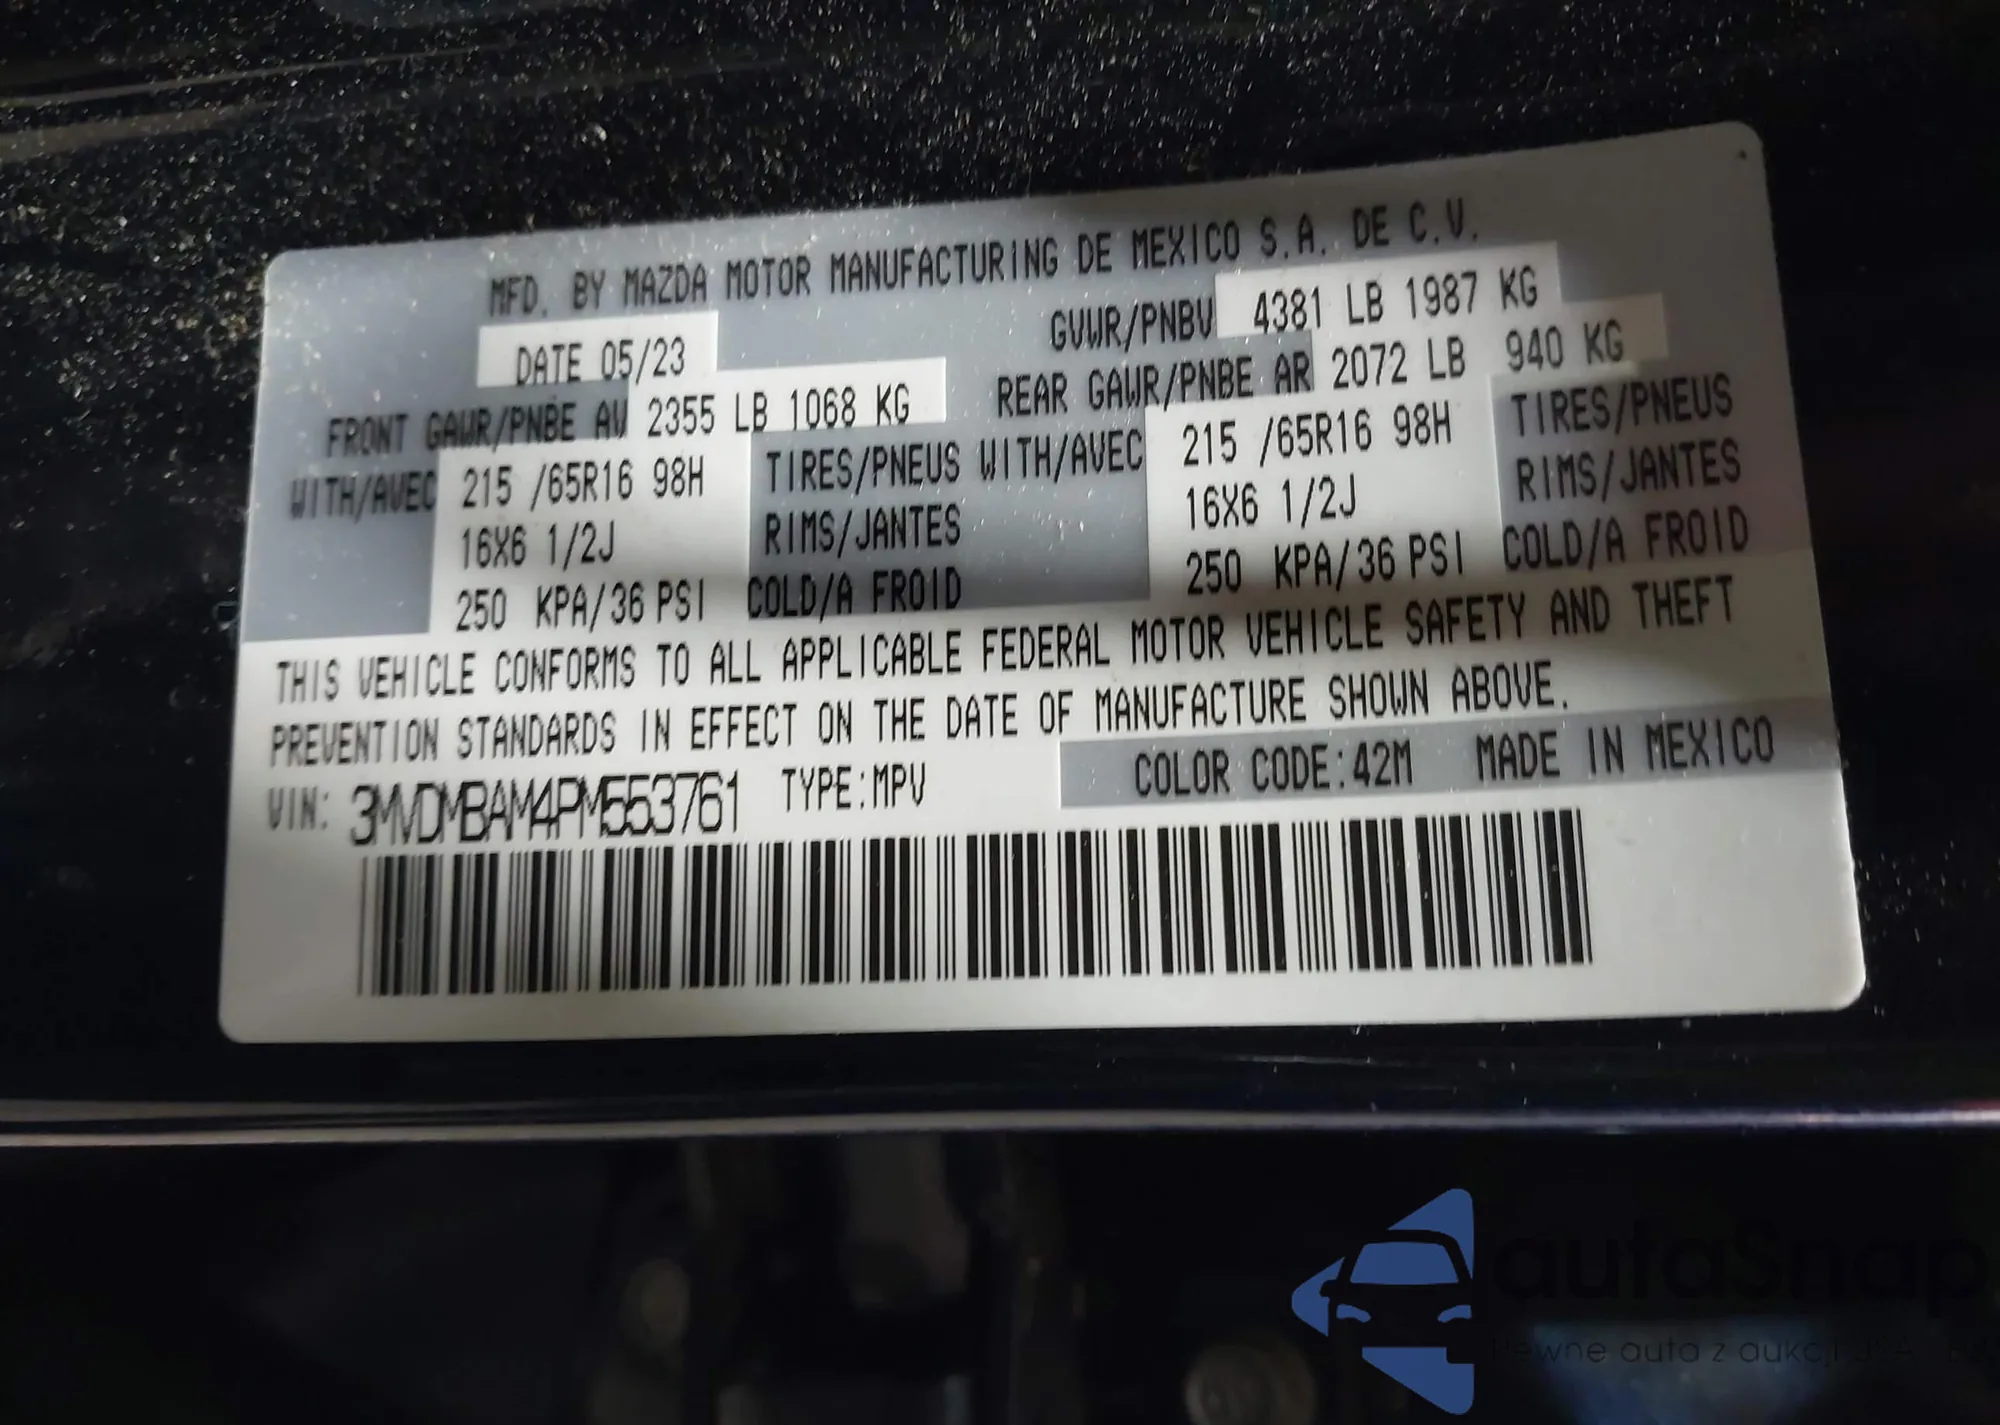 MFD. BY MAZDA MOTOR MANUFACTURING DE MEXICO S.A. DE C.V.
DATE 05/23 GVWR/PNBV 4381 LB 1987 KG
FRONT GAWR/PNBE AV 2355 LB 1068 KG REAR GAWR/PNBE AR 2072 LB 940 KG
WITH/AVEC 215 /65R16 98H TIRES/PNEUS WITH/AVEC 215 /65R16 98H TIRES/PNEUS
16X6 1/2J RIMS/JANTES 16X6 1/2J RIMS/JANTES
250 KPA/36 PSI COLD/A FROID 250 KPA/36 PSI COLD/A FROID
THIS VEHICLE CONFORMS TO ALL APPLICABLE FEDERAL MOTOR VEHICLE SAFETY AND THEFT
PREVENTION STANDARDS IN EFFECT ON THE DATE OF MANUFACTURE SHOWN ABOVE.
VIN: 3MVDMBAM4PM553761 TYPE:MPV COLOR CODE:42M MADE IN MEXICO
autoSnap
Pewne auta z aukcji